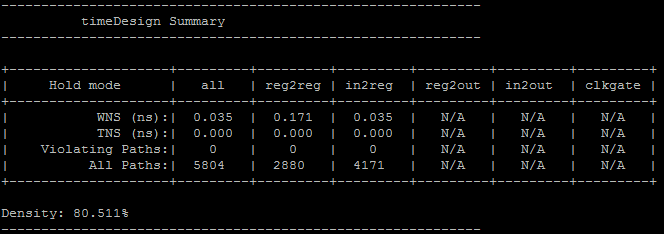 ------------------------------------------------------------
timeDesign Summary
------------------------------------------------------------
+--------------------+---------+---------+---------+---------+---------+---------+
| Hold mode | all | reg2reg | in2reg | reg2out | in2out | clkgate |
+--------------------+---------+---------+---------+---------+---------+---------+
| WNS (ns):| 0.035 | 0.171 | 0.035 | N/A | N/A | N/A |
| TNS (ns):| 0.000 | 0.000 | 0.000 | N/A | N/A | N/A |
| Violating Paths:| 0 | 0 | 0 | N/A | N/A | N/A |
| All Paths:| 5804 | 2880 | 4171 | N/A | N/A | N/A |
+--------------------+---------+---------+---------+---------+---------+---------+
Density: 80.511%
------------------------------------------------------------